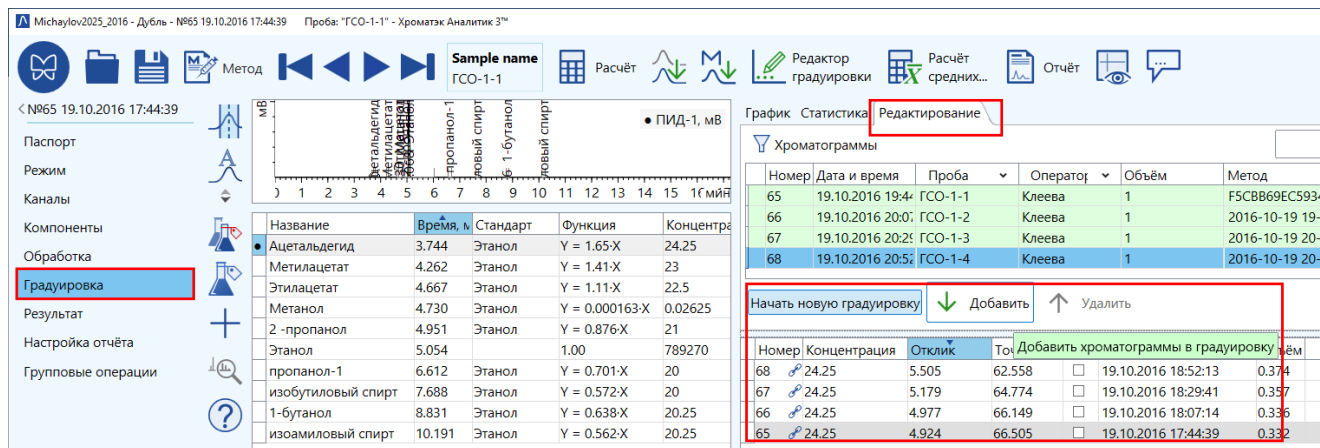 Michaylov2025_2016 - Дубль - №65 19.10.2016 17:44:39 Проба: "ГСО-1-1" - Хроматэк Аналитик 3™
Метод
Sample name
ГСО-1-1
Расчёт
Редактор градуировки
Расчёт средних...
Отчёт
№65 19.10.2016 17:44:39
Паспорт
Режим
Каналы
Компоненты
Обработка
Градуировка
Результат
Настройка отчёта
Групповые операции
мВ
• ПИД-1, мВ
пропанол-1
1-бутанол
1 2 3 4 5 6 7 8 9 10 11 12 13 14 15
Название Время, Стандарт Функция Концентра
Ацетальдегид 3.744 Этанол Y = 1.65·X 24,25
Метилацетат 4.262 Этанол Y = 1.41·X 23
Этилацетат 4.667 Этанол Y = 1.11·X 22.5
Метанол 4.730 Этанол Y = 0.000163·X 0.02625
2 -пропанол 4.951 Этанол Y = 0.876·X 21
Этанол 5.054 1.00 789270
пропанол-1 6.612 Этанол Y = 0.701·X 20
изобутиловый спирт 7.688 Этанол Y = 0.572·X 20
1-бутанол 8.831 Этанол Y = 0.638·X 20.25
изоамиловый спирт 10.191 Этанол Y = 0.562·X 20.25
График Статистика Редактирование
Хроматограммы
Номер Дата и время Проба Оператор Объём Метод
65 19.10.2016 19:4 ГСО-1-1 Клеева 1 F5CBB69EC593
66 19.10.2016 20:0 ГСО-1-2 Клеева 1 2016-10-19 19-
67 19.10.2016 20:2 ГСО-1-3 Клеева 1 2016-10-19 20-
68 19.10.2016 20:5 ГСО-1-4 Клеева 1 2016-10-19 20-
Начать новую градуировку Добавить Удалить
Добавить хроматограммы в градуировку
Номер Концентрация Отклик
68 24.25 5.505 62.558 19.10.2016 18:52:13 0.374
67 24.25 5.179 64.774 19.10.2016 18:29:41 0.357
66 24.25 4.977 66.149 19.10.2016 18:07:14 0.336
65 24.25 4.924 66.505 19.10.2016 17:44:39 0.332